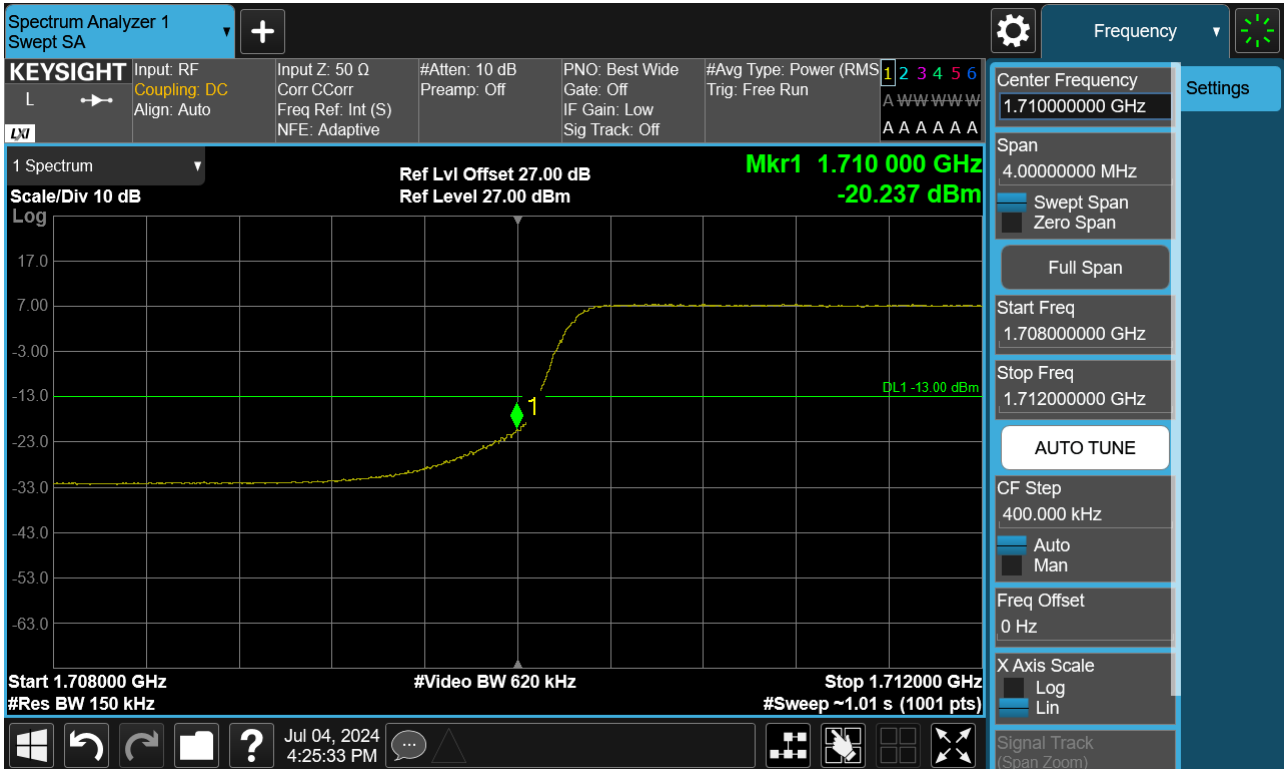 Spectrum Analyzer 1
Swept SA
+
Frequency
KEYSIGHT
L
LXI
Input: RF
Coupling: DC
Align: Auto
Input Z: 50 Ω
Corr CCorr
Freq Ref: Int (S)
NFE: Adaptive
#Atten: 10 dB
Preamp: Off
PNO: Best Wide
Gate: Off
IF Gain: Low
Sig Track: Off
#Avg Type: Power (RMS
Trig: Free Run
1 2 3 4 5 6
A W W W W W
A A A A A A
1 Spectrum
Scale/Div 10 dB
Log
Ref Lvl Offset 27.00 dB
Ref Level 27.00 dBm
Mkr1 1.710 000 GHz
-20.237 dBm
17.0
7.00
-3.00
-13.0
-23.0
-33.0
-43.0
-53.0
-63.0
DL1 -13.00 dBm
1
Start 1.708000 GHz
#Video BW 620 kHz
Stop 1.712000 GHz
#Res BW 150 kHz
#Sweep ~1.01 s (1001 pts)
Center Frequency
1.710000000 GHz
Settings
Span
4.00000000 MHz
Swept Span
Zero Span
Full Span
Start Freq
1.708000000 GHz
Stop Freq
1.712000000 GHz
AUTO TUNE
CF Step
400.000 kHz
Auto
Man
Freq Offset
0 Hz
X Axis Scale
Log
Lin
Signal Track
(Span Zoom)
?
Jul 04, 2024
4:25:33 PM